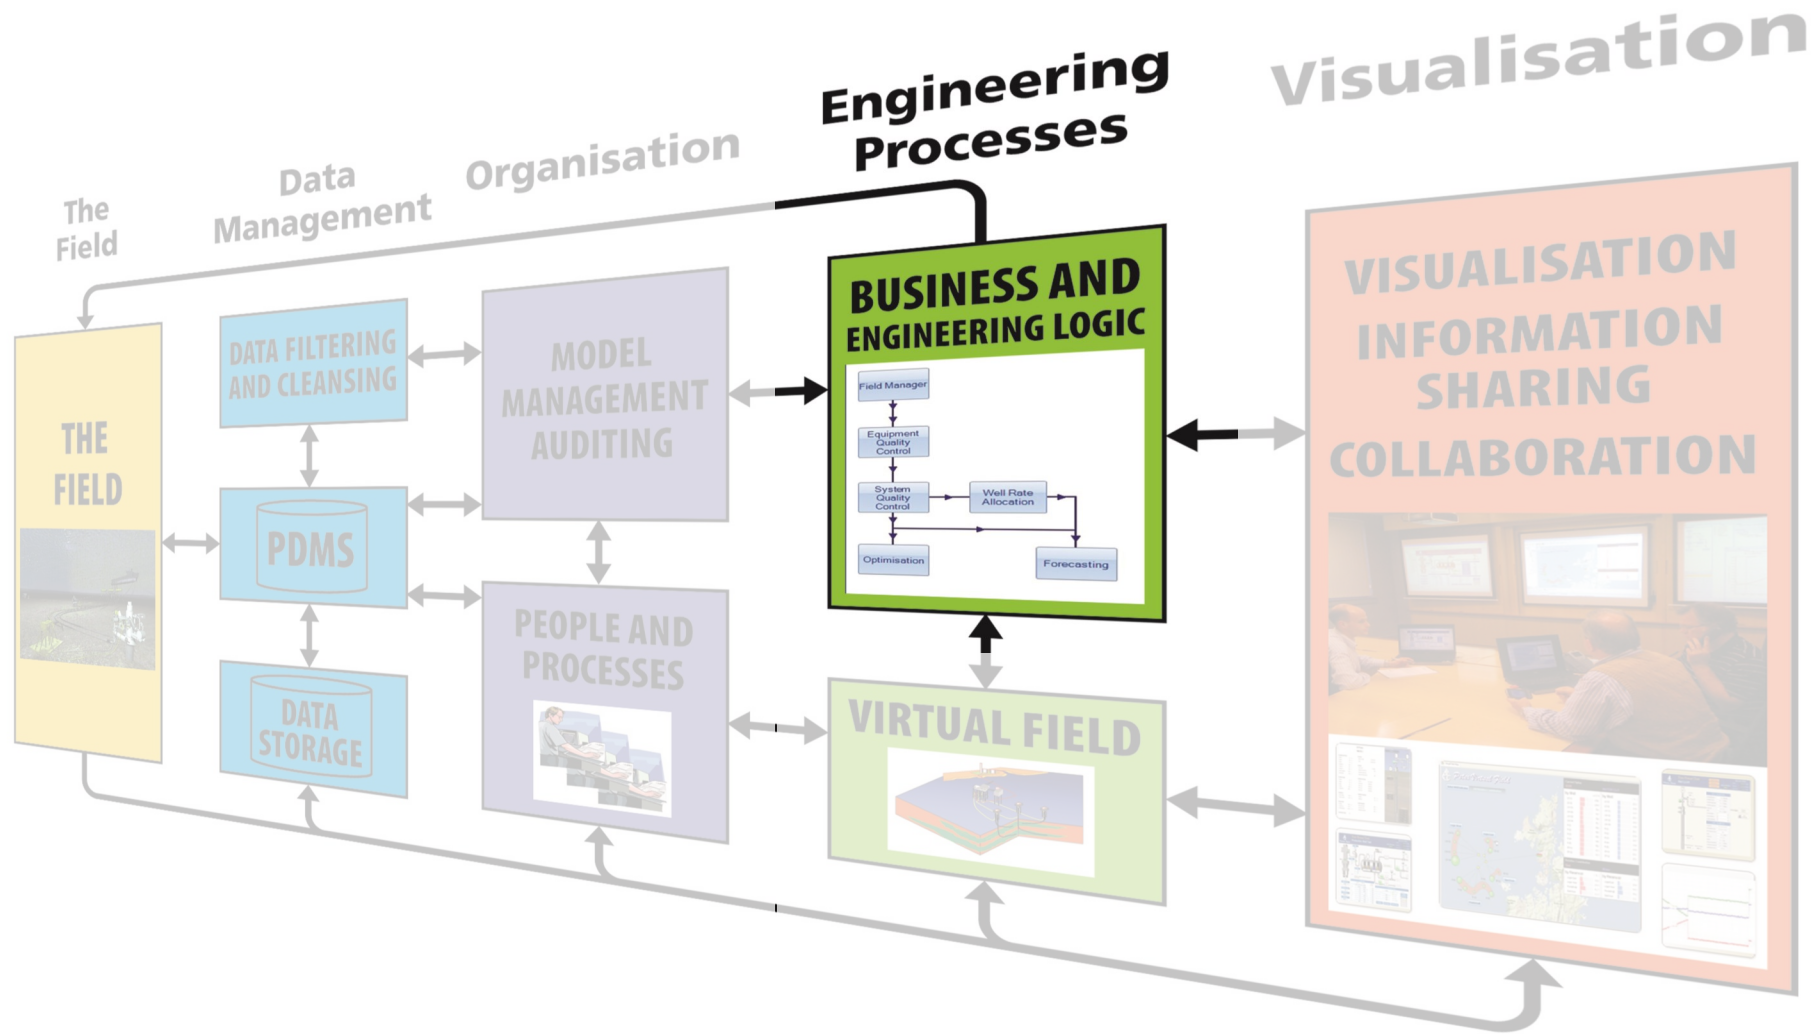 The
Field
Data
Management
Organisation
Engineering
Processes
Visualisation
THE
FIELD
DATA FILTERING
AND CLEANSING
PDMS
DATA
STORAGE
MODEL
MANAGEMENT
AUDITING
PEOPLE AND
PROCESSES
BUSINESS AND
ENGINEERING LOGIC
Field Manager
Equipment
Quality
Control
System
Quality
Control
Well Rate
Allocation
Optimisation
Forecasting
VIRTUAL FIELD
VISUALISATION
INFORMATION
SHARING
COLLABORATION